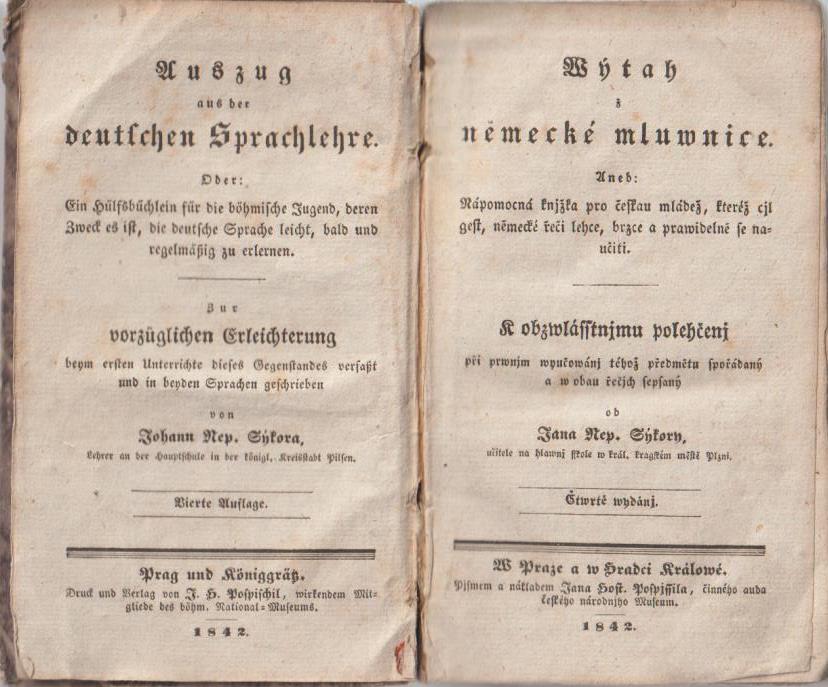 Auszug
aus der
deutschen Sprachlehre.
Oder:
Ein Hülfsbüchlein für die böhmische Jugend, deren
Zweck es ist, die deutsche Sprache leicht, bald und
regelmäßig zu erlernen.
Zur
vorzüglichen Erleichterung
beym ersten Unterrichte dieses Gegenstandes verfaßt
und in beyden Sprachen geschrieben
von
Johann Nep. Sýkora,
Lehrer an der Hauptschule in der königl. Kreisstadt Pilsen.
Vierte Auflage.
Prag und Königgrätz.
Druck und Verlag von J. H. Pospischil, wirkendem Mit-
gliede des böhm. National-Museums.
1842.
Wýtah
z
německé mluwnice.
Aneb:
Nápomocná knjžka pro českau mládež, kteréž cjl
gest, německé řeči lehce, brzce a prawidelně se na-
učiti.
K obzwlásstnjmu polehčenj
při prwnjm wyučowánj téhož předmětu spořádaný
a w obau řečjch sepsaný
od
Jana Nep. Sýkory,
učitele na hlawnj sskole w král. kragském městě Plzni.
Čtwrté wydánj.
W Praze a w Hradci Králowé.
Pjsmem a nákladem Jana Host. Pospjssila, činného auda
českého národnjho Museum.
1842.